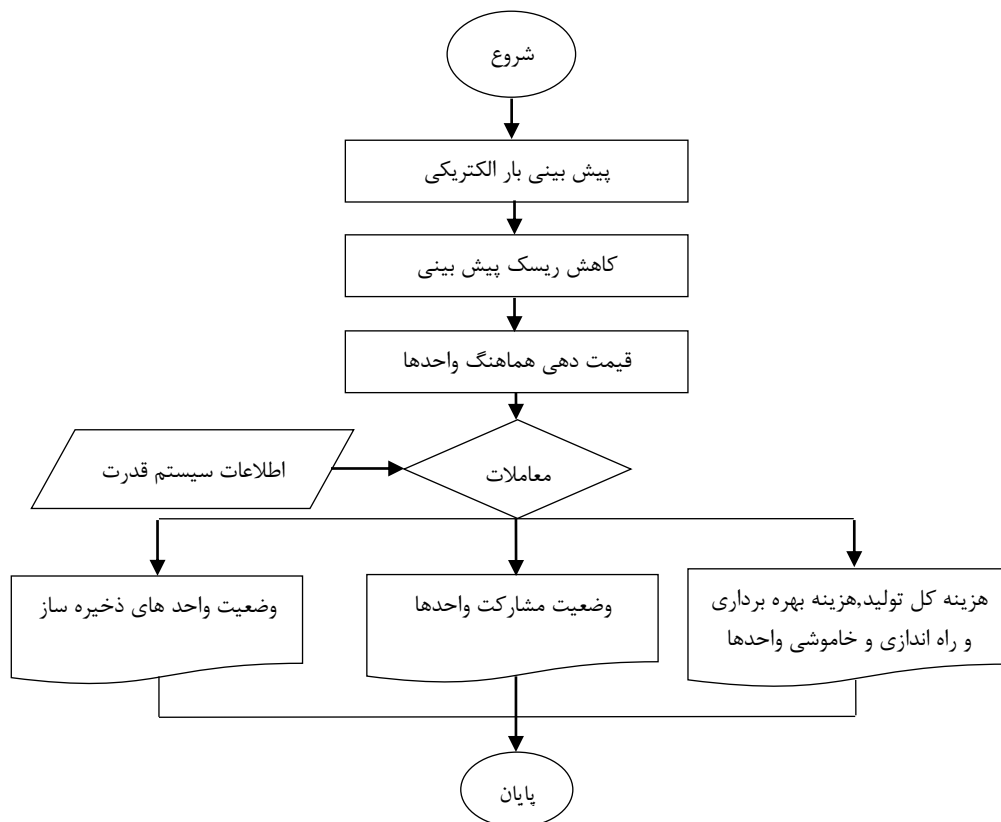 شروع
پیش بینی بار الکتریکی
کاهش ریسک پیش بینی
قیمت دهی هماهنگ واحدها
اطلاعات سیستم قدرت
معاملات
هزینه کل تولید,هزینه بهره برداری
و راه اندازی و خاموشی واحدها
وضعیت مشارکت واحدها
وضعیت واحد های ذخیره ساز
پایان